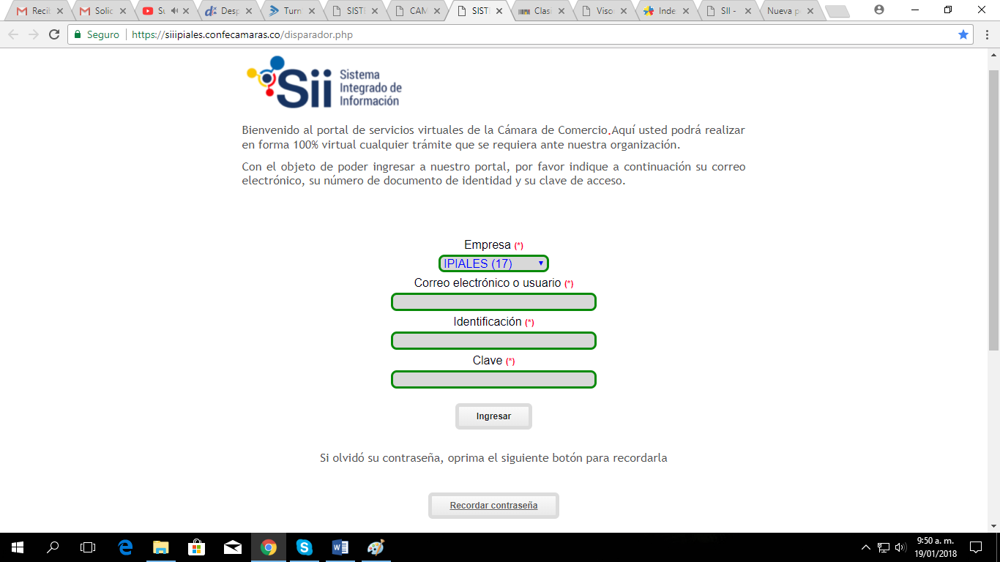 Recil
Solic
Su
Desp
Turn
SISTE
CAM
SISTE
Clasi
Viso
Inde
SII -
Nueva p
Seguro
https://siiipiales.confecamaras.co/disparador.php
Sii Sistema
Integrado de
Información
Bienvenido al portal de servicios virtuales de la Cámara de Comercio.Aquí usted podrá realizar
en forma 100% virtual cualquier trámite que se requiera ante nuestra organización.
Con el objeto de poder ingresar a nuestro portal, por favor indique a continuación su correo
electrónico, su número de documento de identidad y su clave de acceso.
Empresa (*)
IPIALES (17)
Correo electrónico o usuario (*)
Identificación (*)
Clave (*)
Ingresar
Si olvidó su contraseña, oprima el siguiente botón para recordarla
Recordar contraseña
9:50 a. m.
19/01/2018